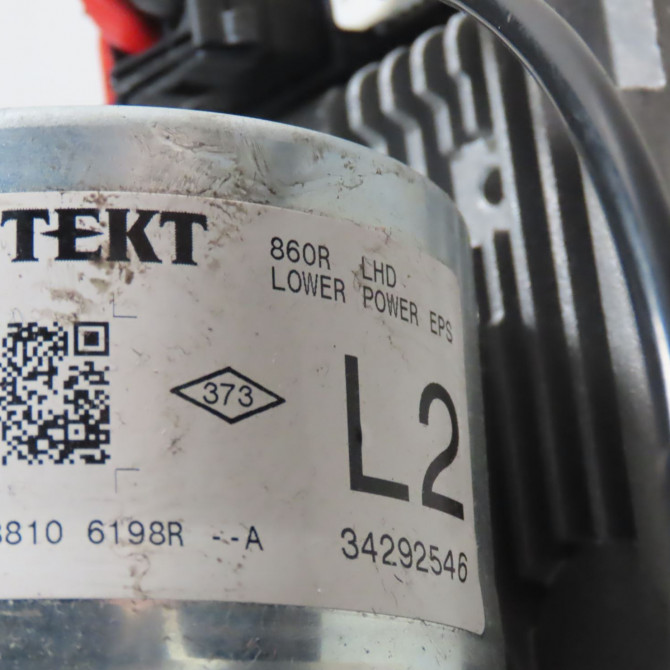 TEKT
860R LHD
LOWER POWER EPS
373
L2
8810 6198R --A
34292546